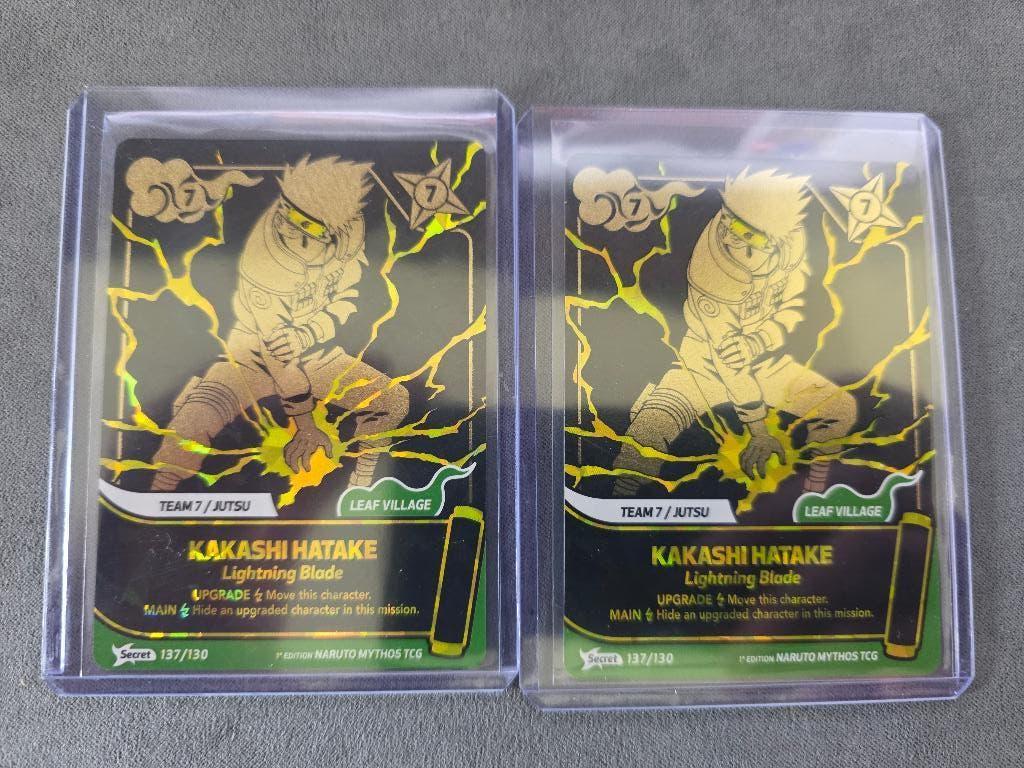 7 7
TEAM 7 / JUTSU
LEAF VILLAGE
KAKASHI HATAKE
Lightning Blade
UPGRADE Move this character.
MAIN Hide an upgraded character in this mission.
Secret 137/130
1st EDITION NARUTO MYTHOS TCG
7 7
TEAM 7 / JUTSU
LEAF VILLAGE
KAKASHI HATAKE
Lightning Blade
UPGRADE Move this character.
MAIN Hide an upgraded character in this mission.
Secret 137/130
1st EDITION NARUTO MYTHOS TCG